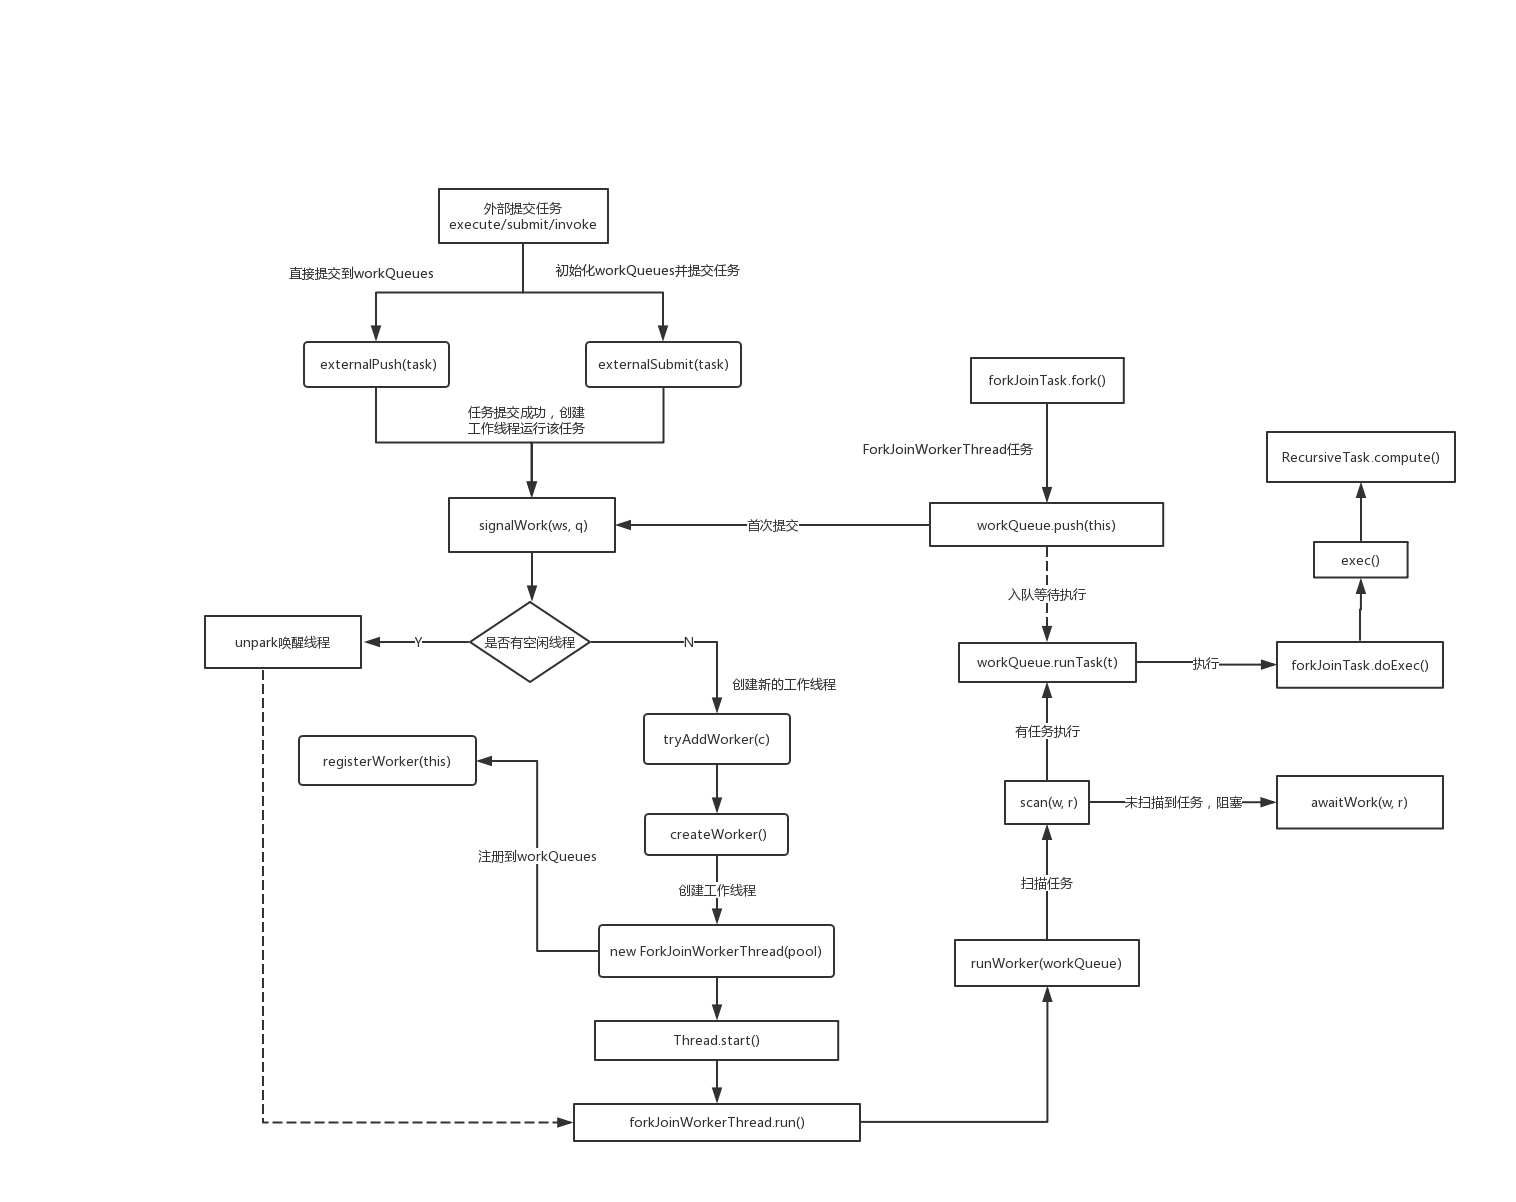 外部提交任务
execute/submit/invoke
直接提交到workQueues
初始化workQueues并提交任务
externalPush(task)
externalSubmit(task)
forkJoinTask.fork()
任务提交成功，创建
工作线程运行该任务
ForkJoinWorkerThread任务
RecursiveTask.compute()
signalWork(ws, q)
首次提交
workQueue.push(this)
exec()
入队等待执行
unpark唤醒线程
Y
是否有空闲线程
N
workQueue.runTask(t)
执行
forkJoinTask.doExec()
创建新的工作线程
有任务执行
tryAddWorker(c)
registerWorker(this)
scan(w, r)
未扫描到任务，阻塞
awaitWork(w, r)
createWorker()
注册到workQueues
扫描任务
创建工作线程
new ForkJoinWorkerThread(pool)
runWorker(workQueue)
Thread.start()
forkJoinWorkerThread.run()